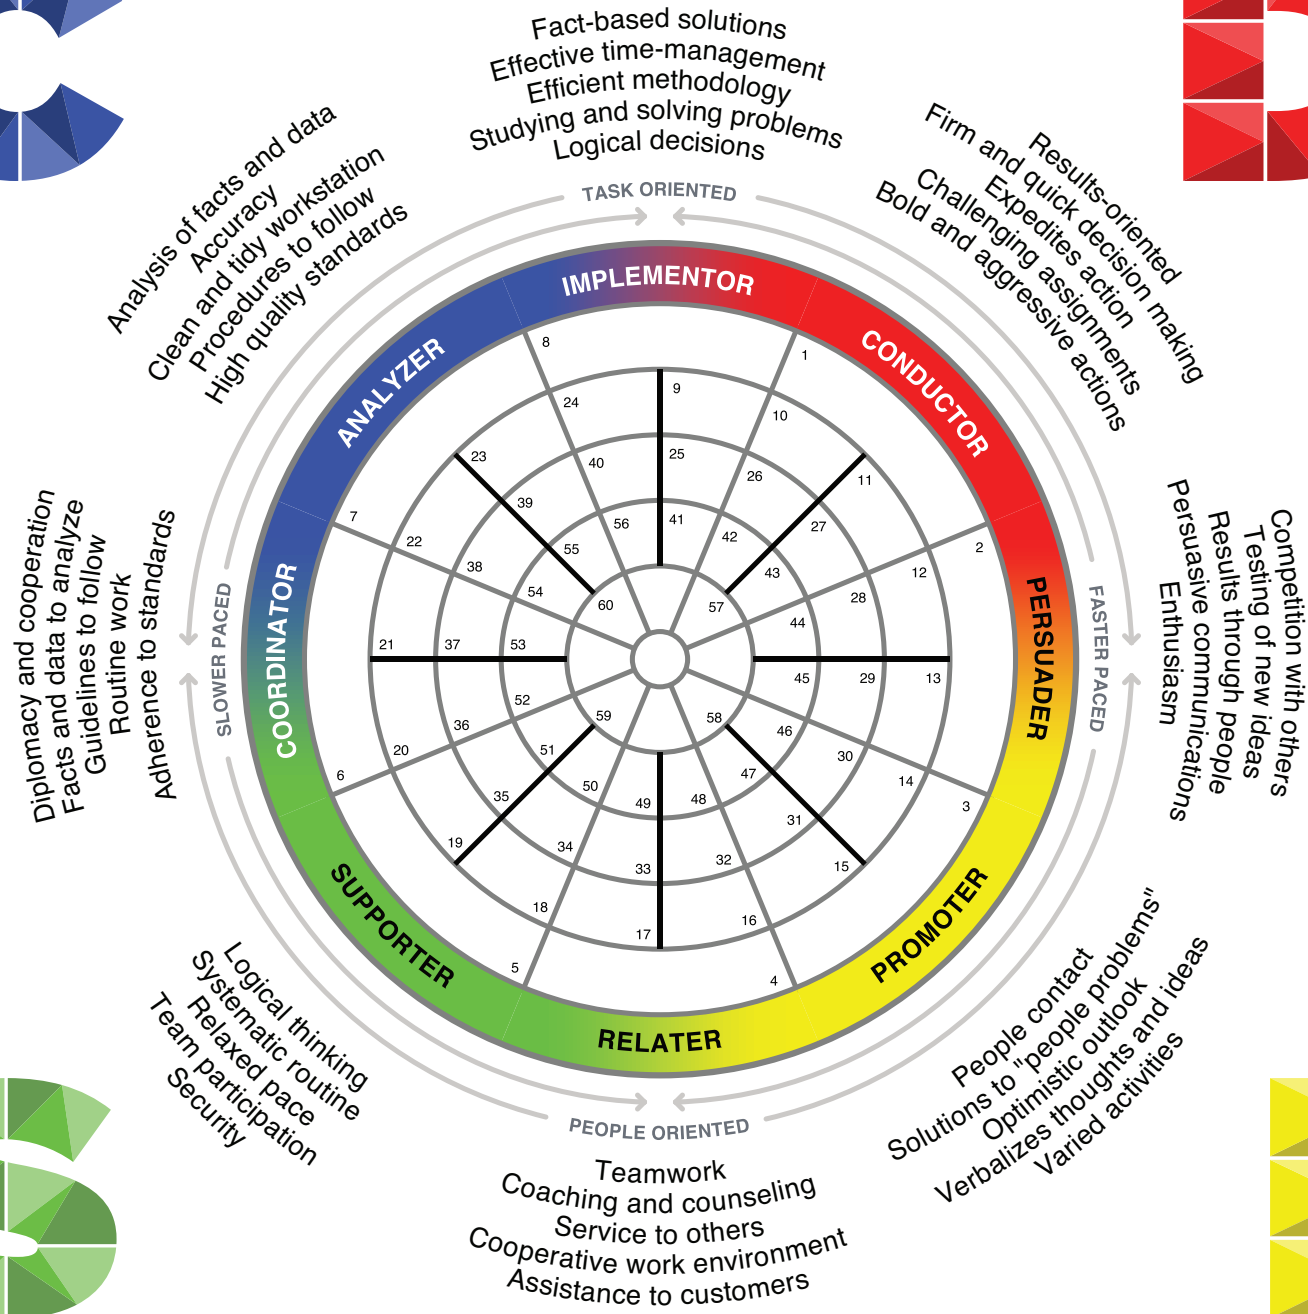 C
D
Fact-based solutions
Effective time-management
Efficient methodology
Studying and solving problems
Logical decisions
Results-oriented
Firm and quick decision making
Expedites action
Challenging assignments
Bold and aggressive actions
Competition with others
Testing of new ideas
Results through people
Persuasive communications
Enthusiasm
People contact
Solutions to "people problems"
Optimistic outlook
Verbalizes thoughts and ideas
Varied activities
Teamwork
Coaching and counseling
Service to others
Cooperative work environment
Assistance to customers
Logical thinking
Systematic routine
Relaxed pace
Team participation
Security
Diplomacy and cooperation
Facts and data to analyze
Guidelines to follow
Routine work
Adherence to standards
Analysis of facts and data
Accuracy
Clean and tidy workstation
Procedures to follow
High quality standards
TASK ORIENTED
FASTER PACED
PEOPLE ORIENTED
SLOWER PACED
IMPLEMENTOR
CONDUCTOR
PERSUADER
PROMOTER
RELATER
SUPPORTER
COORDINATOR
ANALYZER
1
2
3
4
5
6
7
8
9
10
11
12
13
14
15
16
17
18
19
20
21
22
23
24
25
26
27
28
29
30
31
32
33
34
35
36
37
38
39
40
41
42
43
44
45
46
47
48
49
50
51
52
53
54
55
56
57
58
59
60
S
I